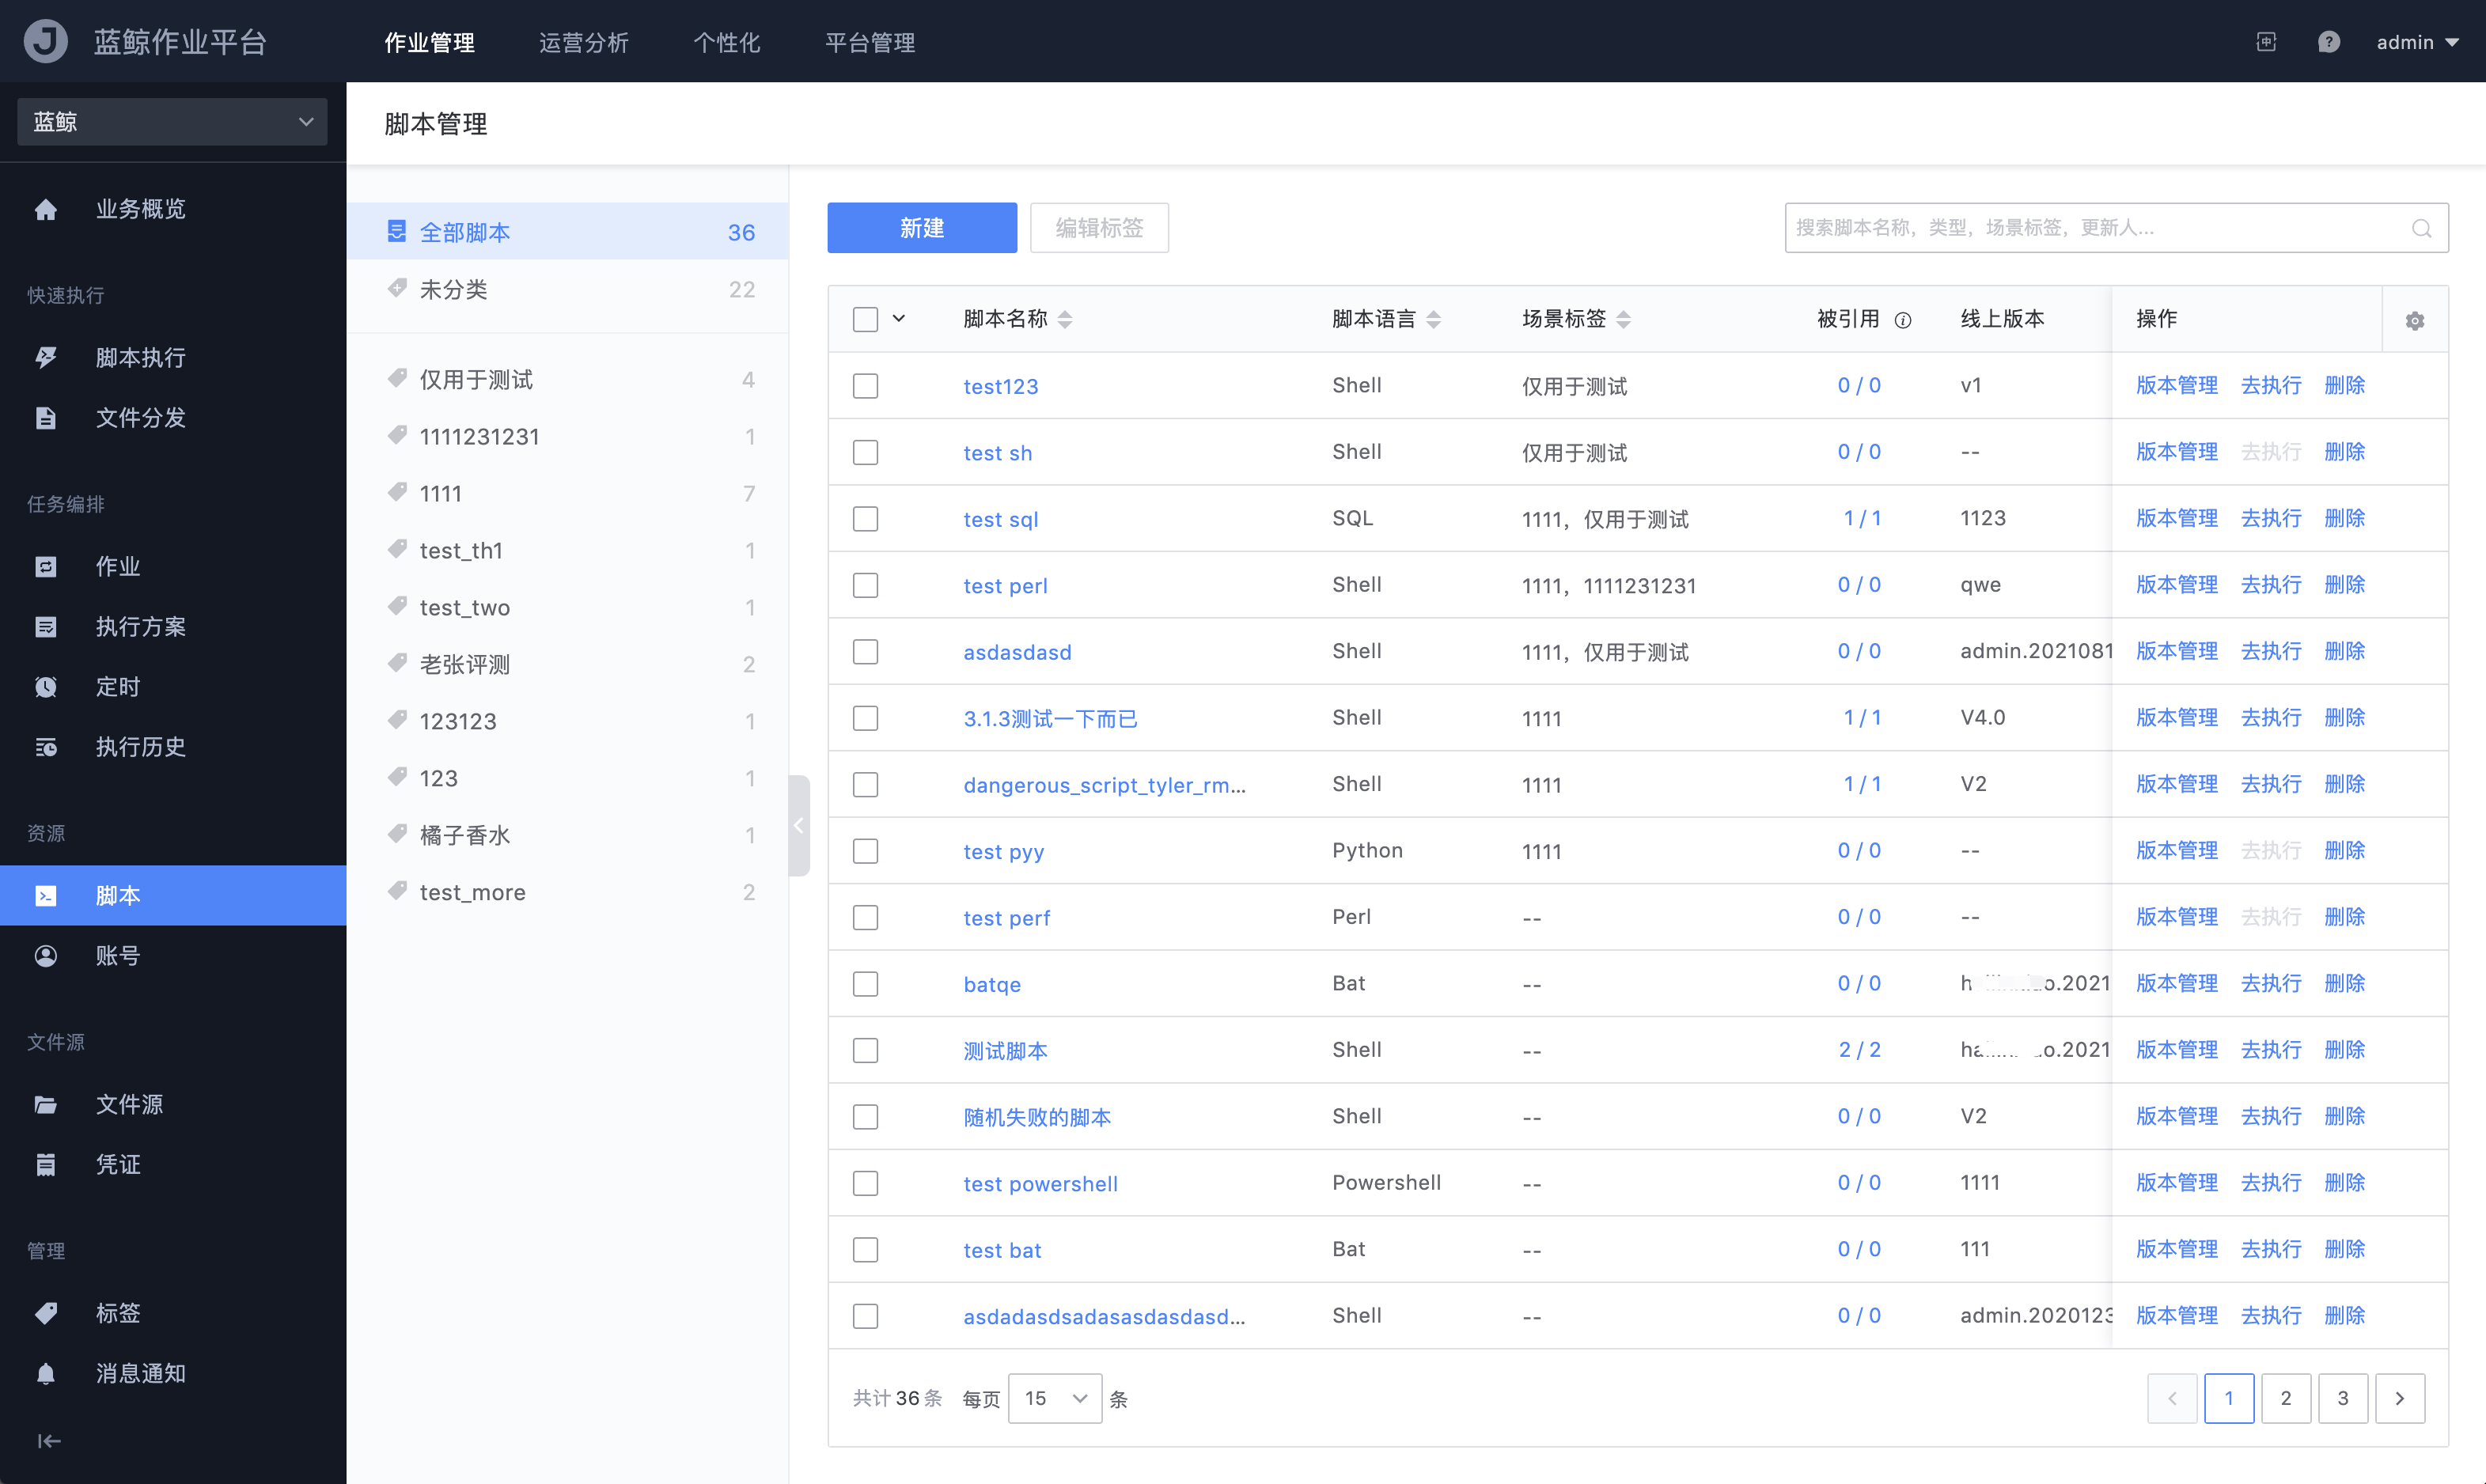 蓝鲸作业平台 作业管理 运营分析 个性化 平台管理 admin
蓝鲸
业务概览
快速执行
脚本执行
文件分发
任务编排
作业
执行方案
定时
执行历史
资源
脚本
账号
文件源
文件源
凭证
管理
标签
消息通知
脚本管理
全部脚本 36
未分类 22
仅用于测试 4
1111231231 1
1111 7
test_th1 1
test_two 1
老张评测 2
123123 1
123 1
橘子香水 1
test_more 2
新建 编辑标签 搜索脚本名称，类型，场景标签，更新人...
脚本名称 脚本语言 场景标签 被引用 线上版本 操作
test123 Shell 仅用于测试 0 / 0 v1 版本管理 去执行 删除
test sh Shell 仅用于测试 0 / 0 -- 版本管理 去执行 删除
test sql SQL 1111，仅用于测试 1 / 1 1123 版本管理 去执行 删除
test perl Shell 1111，1111231231 0 / 0 qwe 版本管理 去执行 删除
asdasdasd Shell 1111，仅用于测试 0 / 0 admin.2021081 版本管理 去执行 删除
3.1.3测试一下而已 Shell 1111 1 / 1 V4.0 版本管理 去执行 删除
dangerous_script_tyler_rm... Shell 1111 1 / 1 V2 版本管理 去执行 删除
test pyy Python 1111 0 / 0 -- 版本管理 去执行 删除
test perf Perl -- 0 / 0 -- 版本管理 去执行 删除
batqe Bat -- 0 / 0 版本管理 去执行 删除
测试脚本 Shell -- 2 / 2 版本管理 去执行 删除
随机失败的脚本 Shell -- 0 / 0 V2 版本管理 去执行 删除
test powershell Powershell -- 0 / 0 1111 版本管理 去执行 删除
test bat Bat -- 0 / 0 111 版本管理 去执行 删除
asdadasdsadasasdasdasd... Shell -- 0 / 0 admin.2020123 版本管理 去执行 删除
共计 36 条 每页 15 条 1 2 3